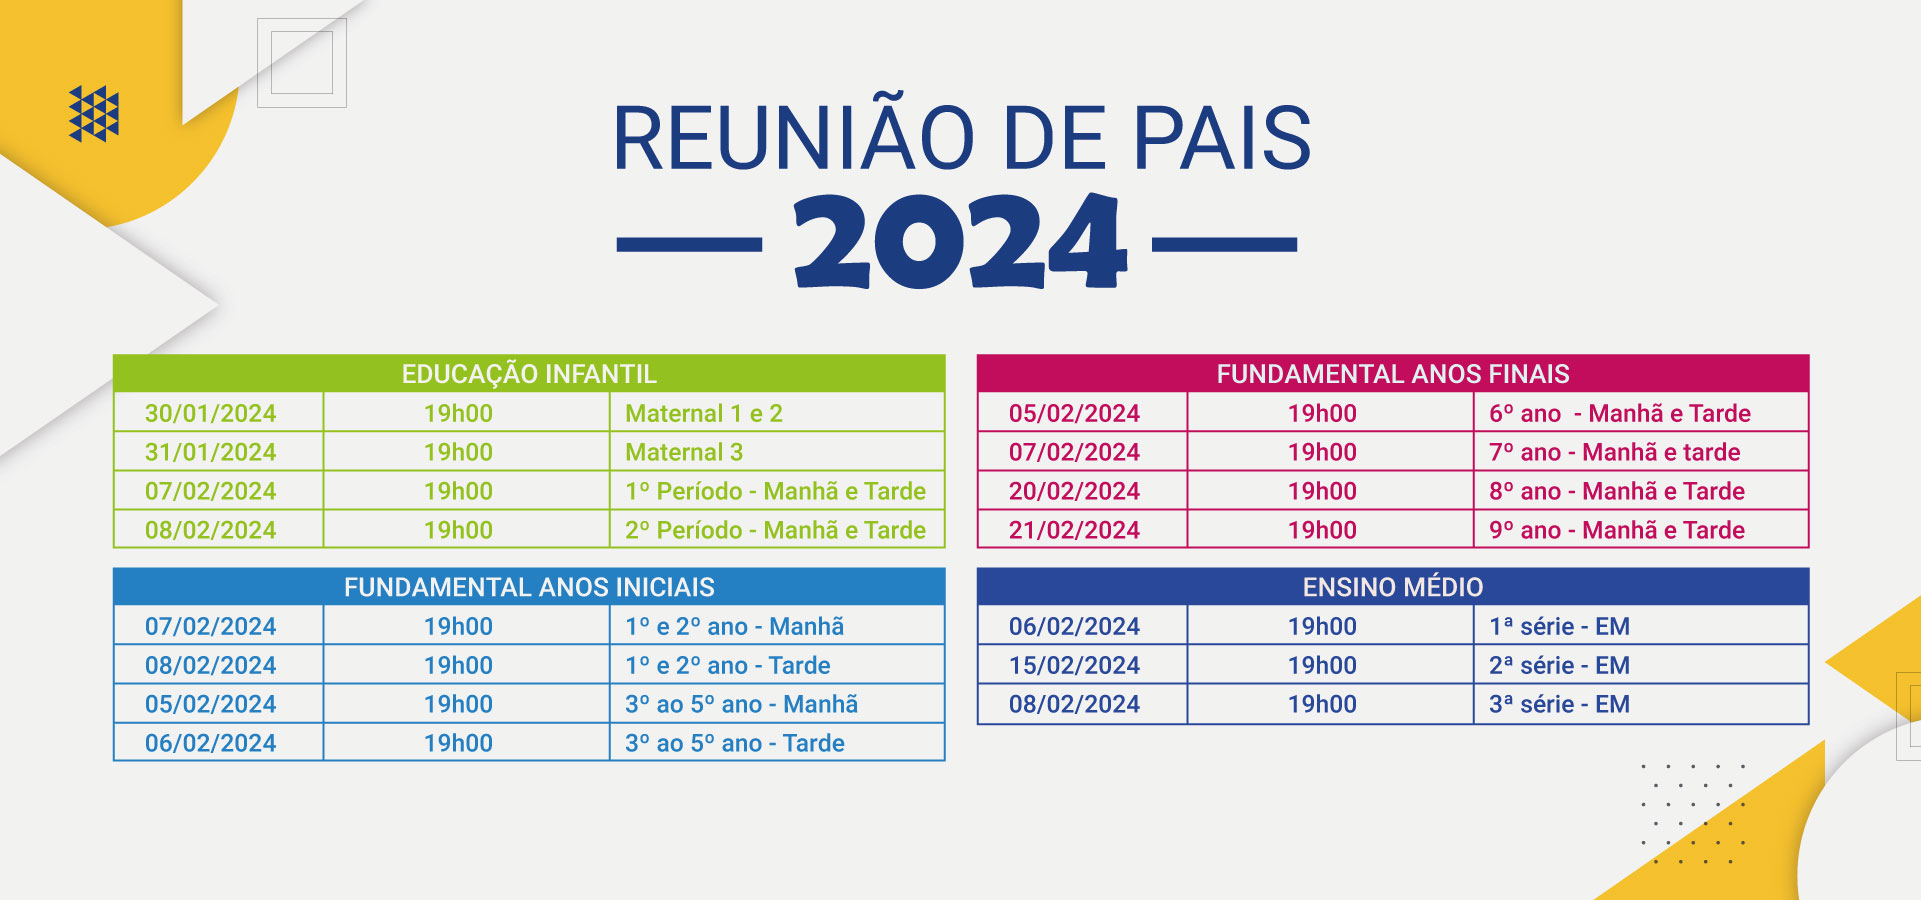 REUNIÃO DE PAIS
2024
EDUCAÇÃO INFANTIL
30/01/2024 19h00 Maternal 1 e 2
31/01/2024 19h00 Maternal 3
07/02/2024 19h00 1º Período - Manhã e Tarde
08/02/2024 19h00 2º Período - Manhã e Tarde
FUNDAMENTAL ANOS INICIAIS
07/02/2024 19h00 1º e 2º ano - Manhã
08/02/2024 19h00 1º e 2º ano - Tarde
05/02/2024 19h00 3º ao 5º ano - Manhã
06/02/2024 19h00 3º ao 5º ano - Tarde
FUNDAMENTAL ANOS FINAIS
05/02/2024 19h00 6º ano - Manhã e Tarde
07/02/2024 19h00 7º ano - Manhã e tarde
20/02/2024 19h00 8º ano - Manhã e Tarde
21/02/2024 19h00 9º ano - Manhã e Tarde
ENSINO MÉDIO
06/02/2024 19h00 1ª série - EM
15/02/2024 19h00 2ª série - EM
08/02/2024 19h00 3ª série - EM